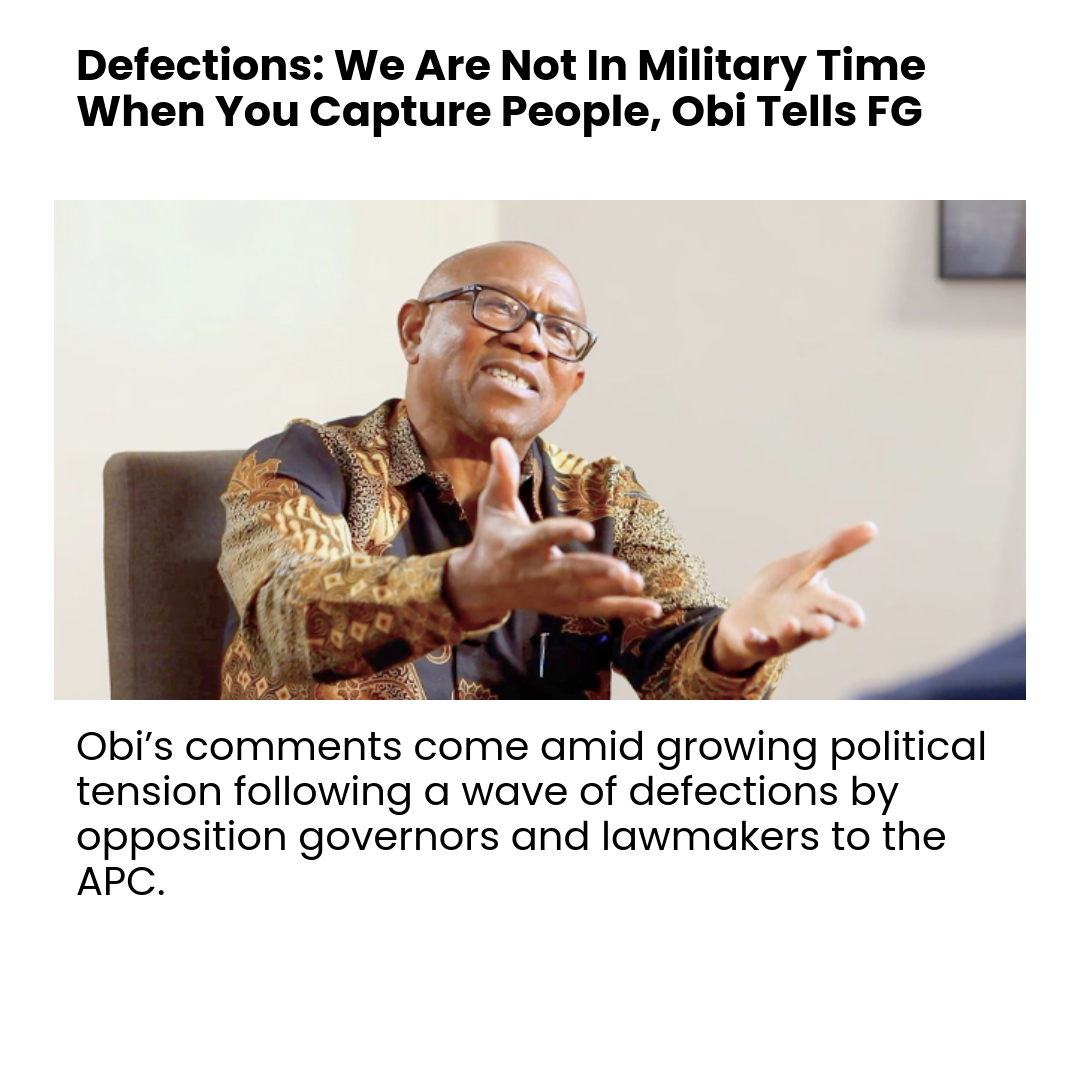 Defections: We Are Not In Military Time
When You Capture People, Obi Tells FG
Obi’s comments come amid growing political
tension following a wave of defections by
opposition governors and lawmakers to the
APC.